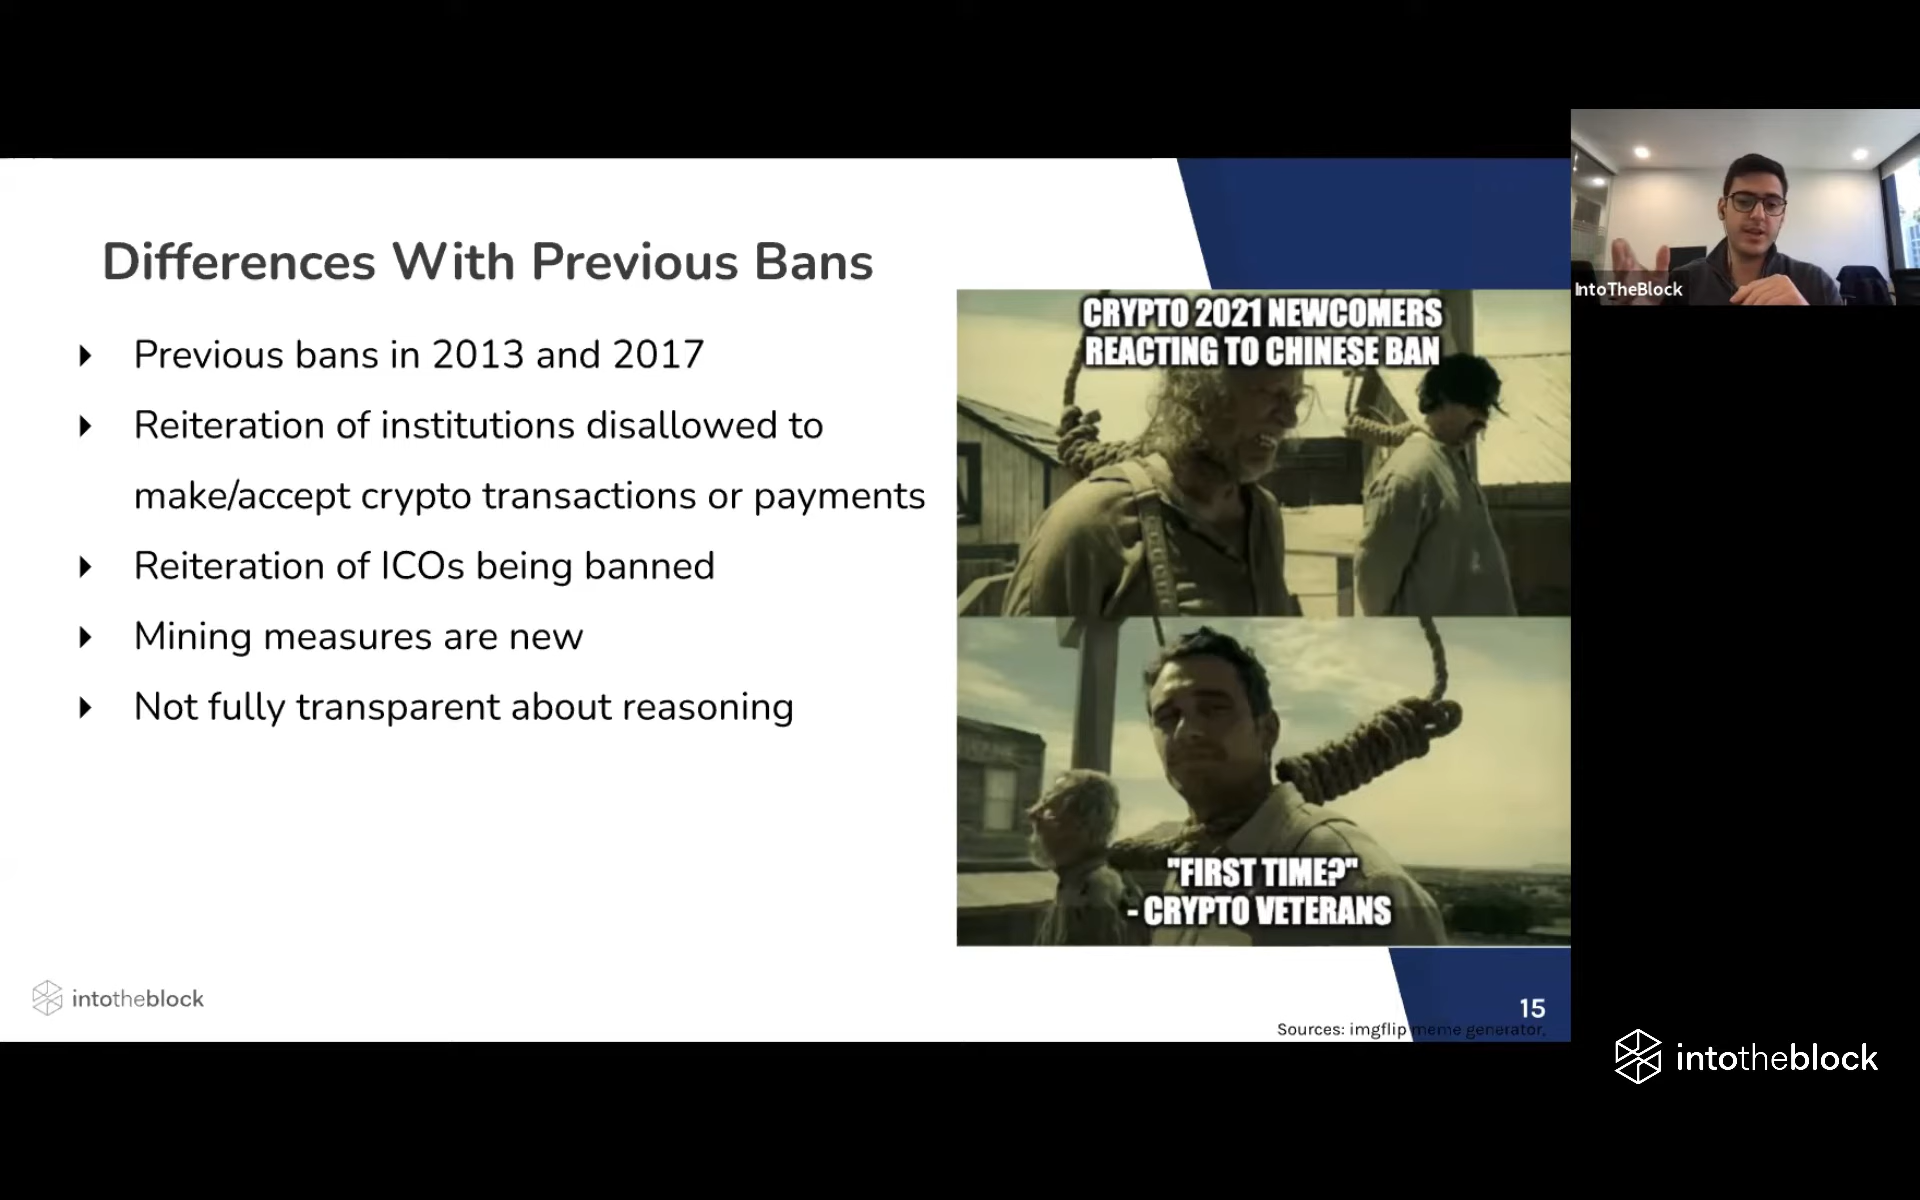 Differences With Previous Bans
Previous bans in 2013 and 2017
Reiteration of institutions disallowed to
make/accept crypto transactions or payments
Reiteration of ICOs being banned
Mining measures are new
Not fully transparent about reasoning
CRYPTO 2021 NEWCOMERS
REACTING TO CHINESE BAN
"FIRST TIME?"
- CRYPTO VETERANS
intotheblock
15
Sources: imgflip meme generator,
IntoTheBlock
intotheblock